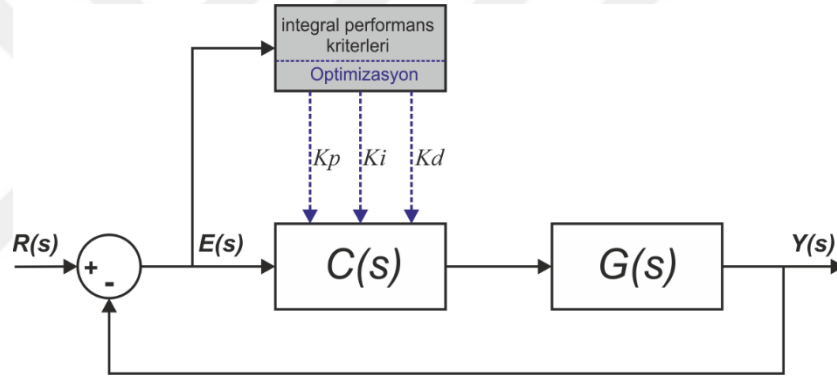 integral performans
kriterleri
Optimizasyon
Kp Ki Kd
R(s) + - E(s) C(s) G(s) Y(s)